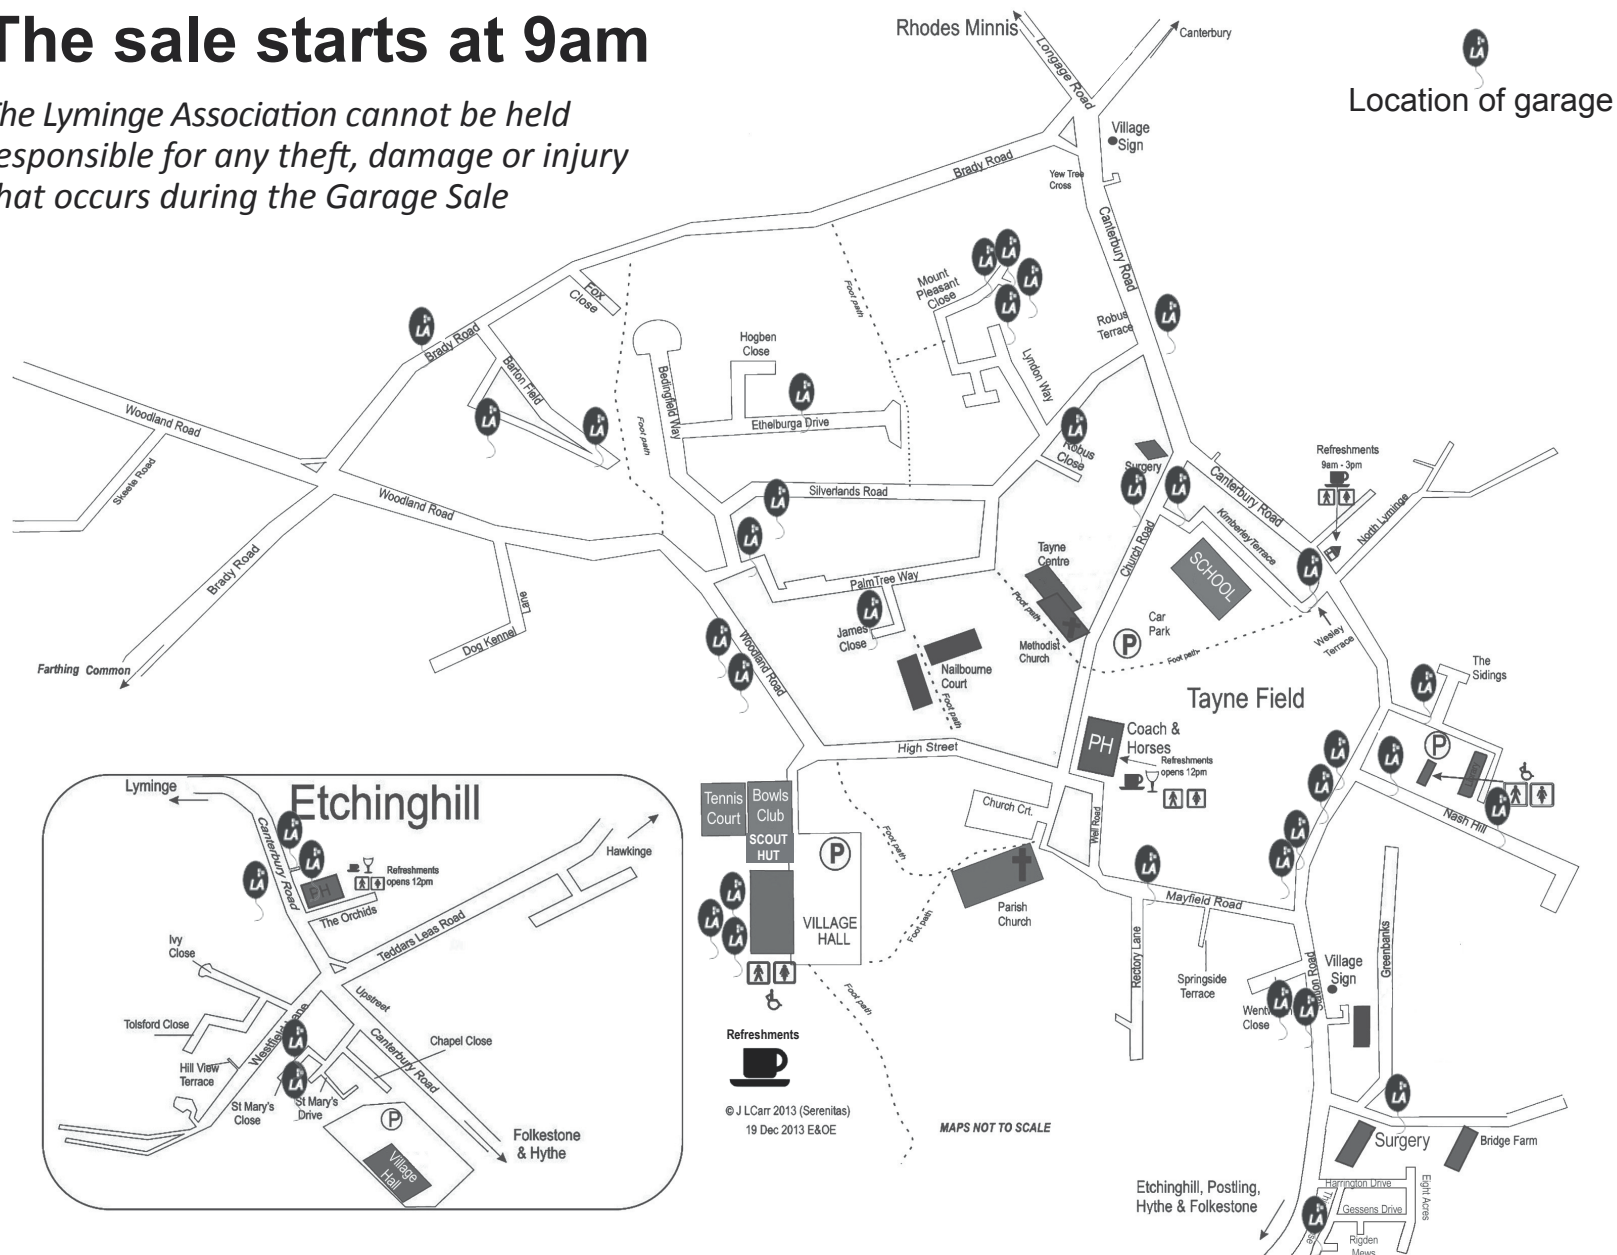 The sale starts at 9am
The Lyminge Association cannot be held
responsible for any theft, damage or injury
that occurs during the Garage Sale
Rhodes Minnis
Longage Road
Canterbury
LA
Location of garage
Village
Sign
Brady Road
Yew Tree
Cross
Canterbury Road
Mount
Pleasant
Close
Robus
Terrace
Lyndon Way
Foot path
Fox
Close
Brady Road
Barton Field
Hogben
Close
Bedingfield Way
Ethelburga Drive
Foot path
Robus
Close
Surgery
Silverlands Road
Woodland Road
Skeete Road
Woodland Road
Brady Road
Farthing Common
Dog Kennel
Lane
Canterbury Road
Kimberley Terrace
Refreshments
9am - 3pm
North Lyminge
SCHOOL
Church Road
Tayne
Centre
PalmTree Way
James
Close
Foot path
Methodist
Church
Car
Park
P
Foot path
Wesley
Terrace
Woodland Road
Nailbourne
Court
Foot path
Tayne Field
The
Sidings
High Street
PH
Coach &
Horses
Refreshments
opens 12pm
P
Nash Hill
Tennis
Court
Bowls
Club
SCOUT
HUT
P
VILLAGE
HALL
Church Crt.
Well Road
Foot path
Foot path
Parish
Church
Mayfield Road
Rectory Lane
Springside
Terrace
Greenbanks
Village
Sign
Close
Foot path
Refreshments
© J LCarr 2013 (Serenitas)
19 Dec 2013 E&OE
MAPS NOT TO SCALE
Surgery
Bridge Farm
Etchinghill, Postling,
Hythe & Folkestone
Harrington Drive
Gessens Drive
Eight Acres
Rigden
Mews
Etchinghill
Lyminge
Canterbury Road
PH
Refreshments
opens 12pm
The Orchids
Hawkinge
Teddars Leas Road
Ivy
Close
Upstreet
Tolsford Close
Westfield Lane
Hill View
Terrace
Canterbury Road
Chapel Close
St Mary's
Close
St Mary's
Drive
P
Village
Hall
Folkestone
& Hythe